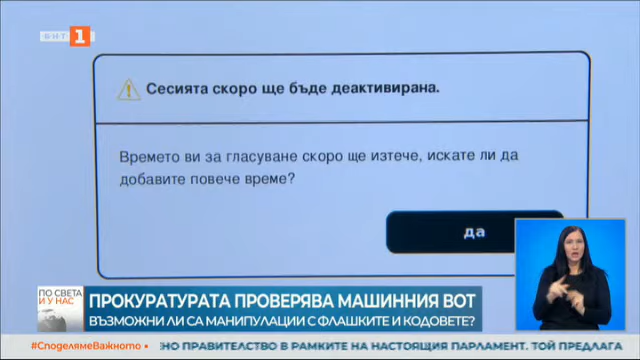 БНТ 1
Сесията скоро ще бъде деактивирана.
Времето ви за гласуване скоро ще изтече, искате ли да
добавите повече време?
да
ПО СВЕТА
И У НАС
ПРОКУРАТУРАТА ПРОВЕРЯВА МАШИННИЯ ВОТ
ВЪЗМОЖНИ ЛИ СА МАНИПУЛАЦИИ С ФЛАШКИТЕ И КОДОВЕТЕ?
#СподелямеВажното
НО ПРАВИТЕЛСТВО В РАМКИТЕ НА НАСТОЯЩИЯ ПАРЛАМЕНТ. ТОЙ ПРЕДЛАГА